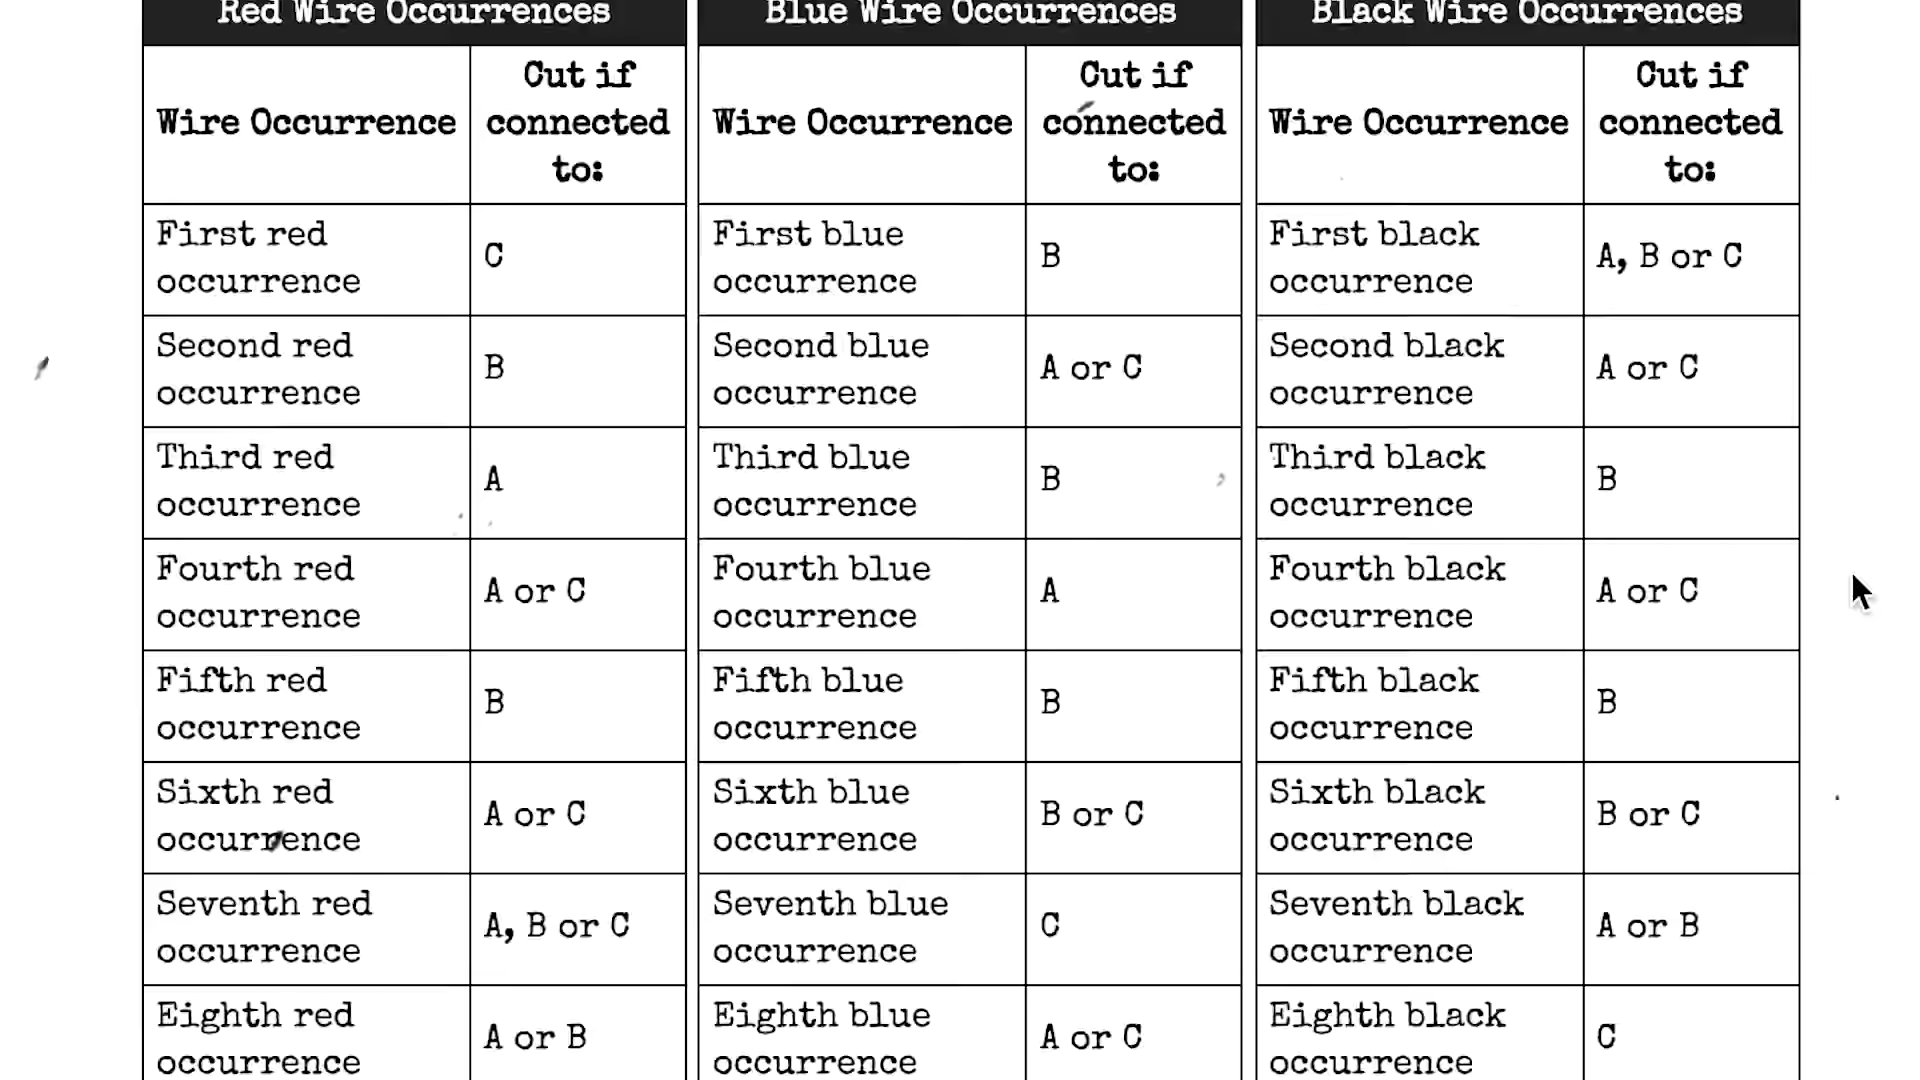 Red Wire Occurrences
Wire Occurrence
Cut if
connected
to:
First red
occurrence
C
Second red
occurrence
B
Third red
occurrence
A
Fourth red
occurrence
A or C
Fifth red
occurrence
B
Sixth red
occurrence
A or C
Seventh red
occurrence
A, B or C
Eighth red
occurrence
A or B
Blue Wire Occurrences
Wire Occurrence
Cut if
connected
to:
First blue
occurrence
B
Second blue
occurrence
A or C
Third blue
occurrence
B
Fourth blue
occurrence
A
Fifth blue
occurrence
B
Sixth blue
occurrence
B or C
Seventh blue
occurrence
C
Eighth blue
occurrence
A or C
Black Wire Occurrences
Wire Occurrence
Cut if
connected
to:
First black
occurrence
A, B or C
Second black
occurrence
A or C
Third black
occurrence
B
Fourth black
occurrence
A or C
Fifth black
occurrence
B
Sixth black
occurrence
B or C
Seventh black
occurrence
A or B
Eighth black
occurrence
C